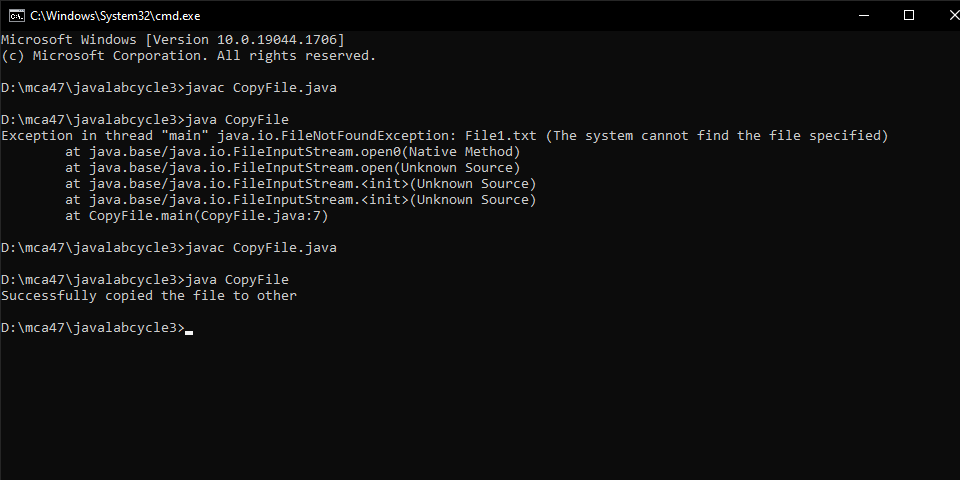 C:\Windows\System32\cmd.exe
Microsoft Windows [Version 10.0.19044.1706]
(c) Microsoft Corporation. All rights reserved.
D:\mca47\javalabcycle3>javac CopyFile.java
D:\mca47\javalabcycle3>java CopyFile
Exception in thread "main" java.io.FileNotFoundException: File1.txt (The system cannot find the file specified)
        at java.base/java.io.FileInputStream.open0(Native Method)
        at java.base/java.io.FileInputStream.open(Unknown Source)
        at java.base/java.io.FileInputStream.<init>(Unknown Source)
        at java.base/java.io.FileInputStream.<init>(Unknown Source)
        at CopyFile.main(CopyFile.java:7)
D:\mca47\javalabcycle3>javac CopyFile.java
D:\mca47\javalabcycle3>java CopyFile
Successfully copied the file to other
D:\mca47\javalabcycle3>